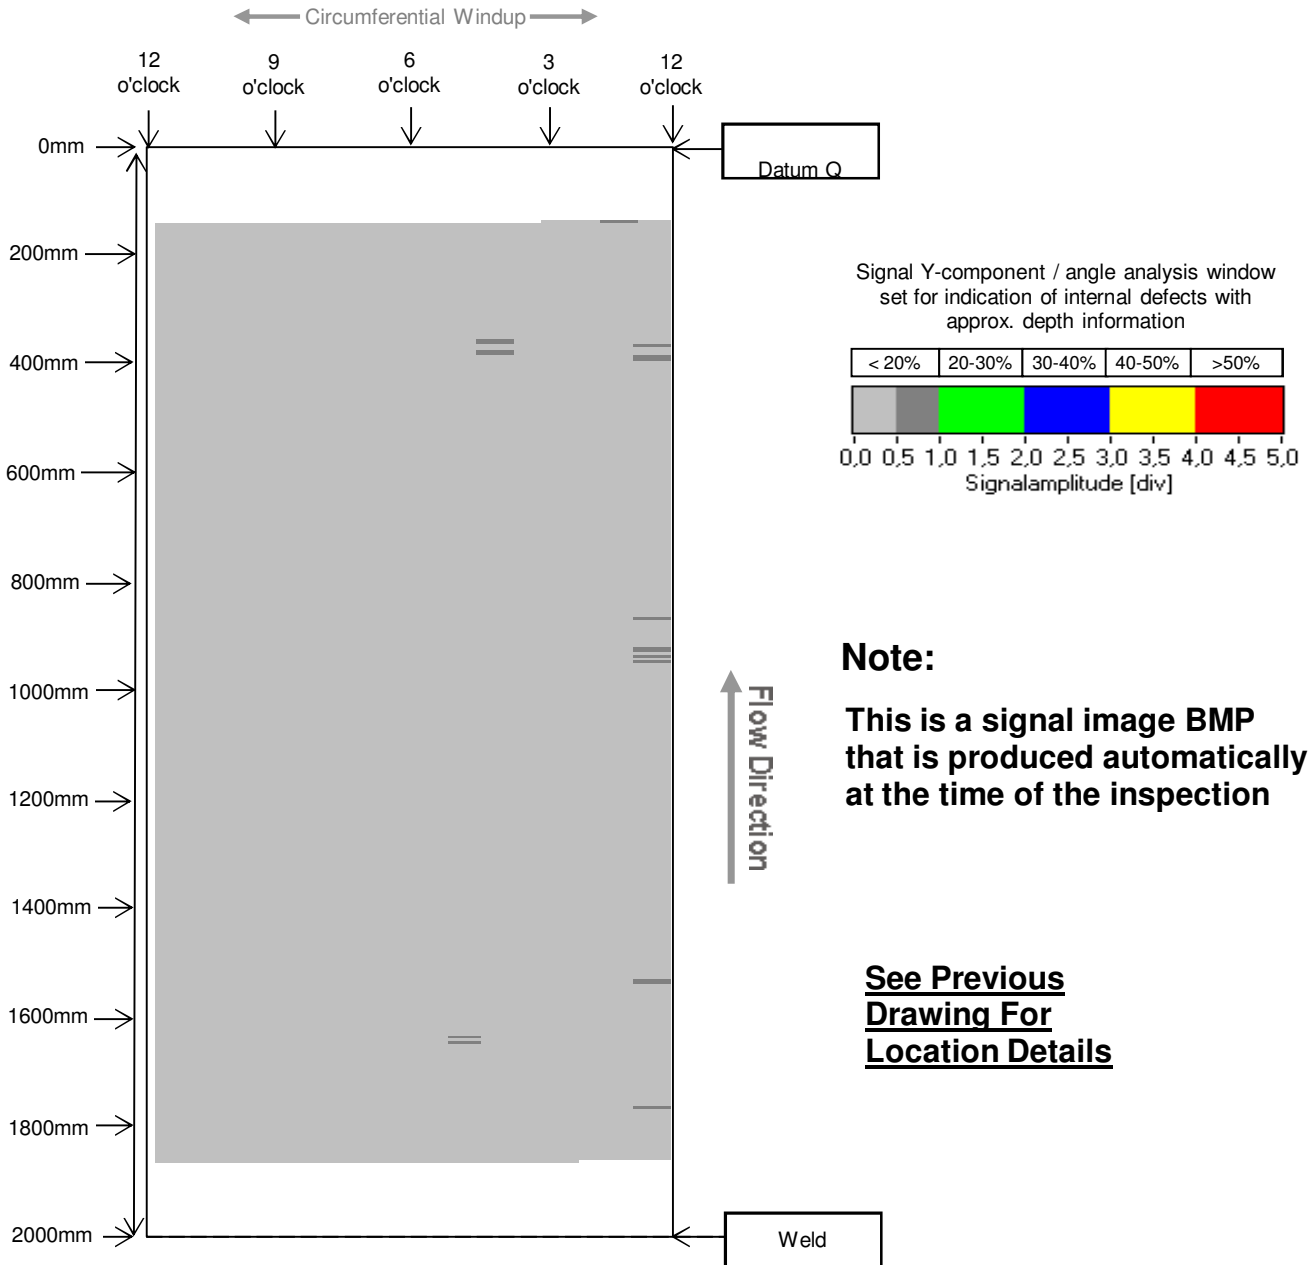 Circumferential Windup
12 o'clock
9 o'clock
6 o'clock
3 o'clock
12 o'clock
0mm
Datum Q
200mm
Signal Y-component / angle analysis window
set for indication of internal defects with
approx. depth information
400mm
< 20% 20-30% 30-40% 40-50% >50%
0,0 0,5 1,0 1,5 2,0 2,5 3,0 3,5 4,0 4,5 5,0
Signalamplitude [div]
600mm
800mm
Note:
1000mm
Flow Direction
This is a signal image BMP
that is produced automatically
at the time of the inspection
1200mm
1400mm
See Previous
Drawing For
Location Details
1600mm
1800mm
2000mm
Weld